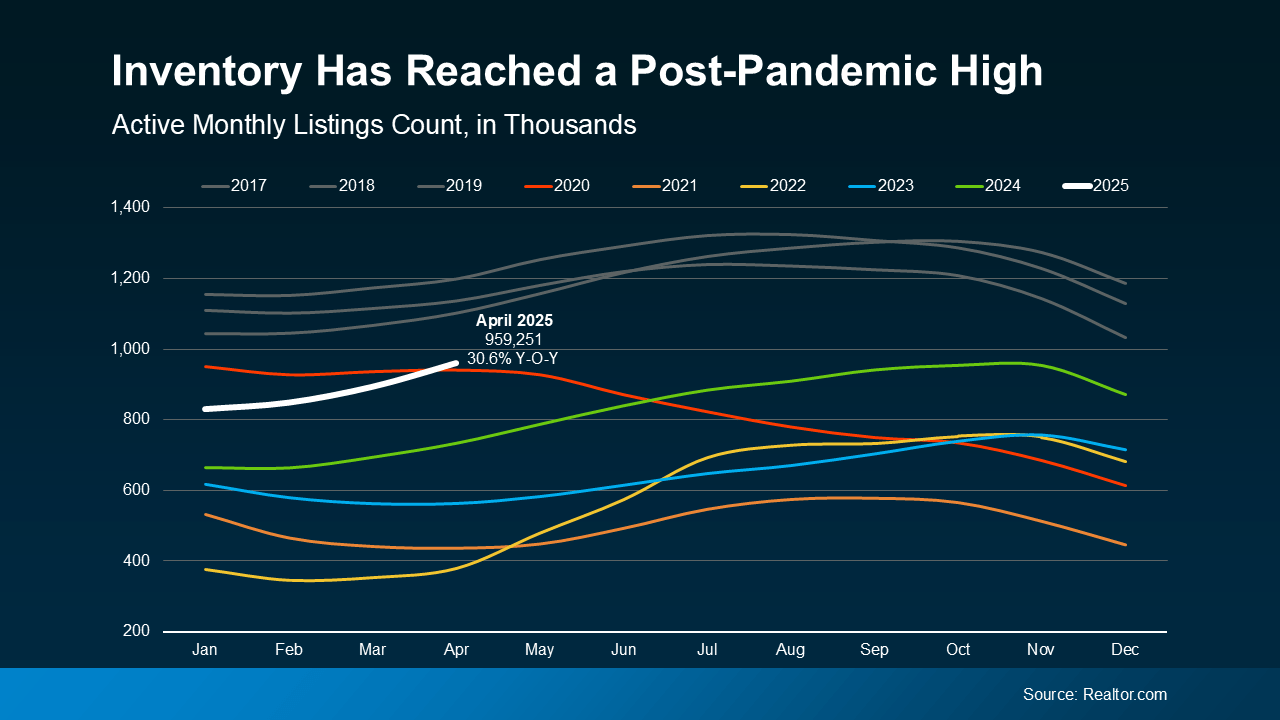 Inventory Has Reached a Post-Pandemic High
Active Monthly Listings Count, in Thousands
2017 2018 2019 2020 2021 2022 2023 2024 2025
1,400
1,200
1,000
800
600
400
200
April 2025
959,251
30.6% Y-O-Y
Jan Feb Mar Apr May Jun Jul Aug Sep Oct Nov Dec
Source: Realtor.com